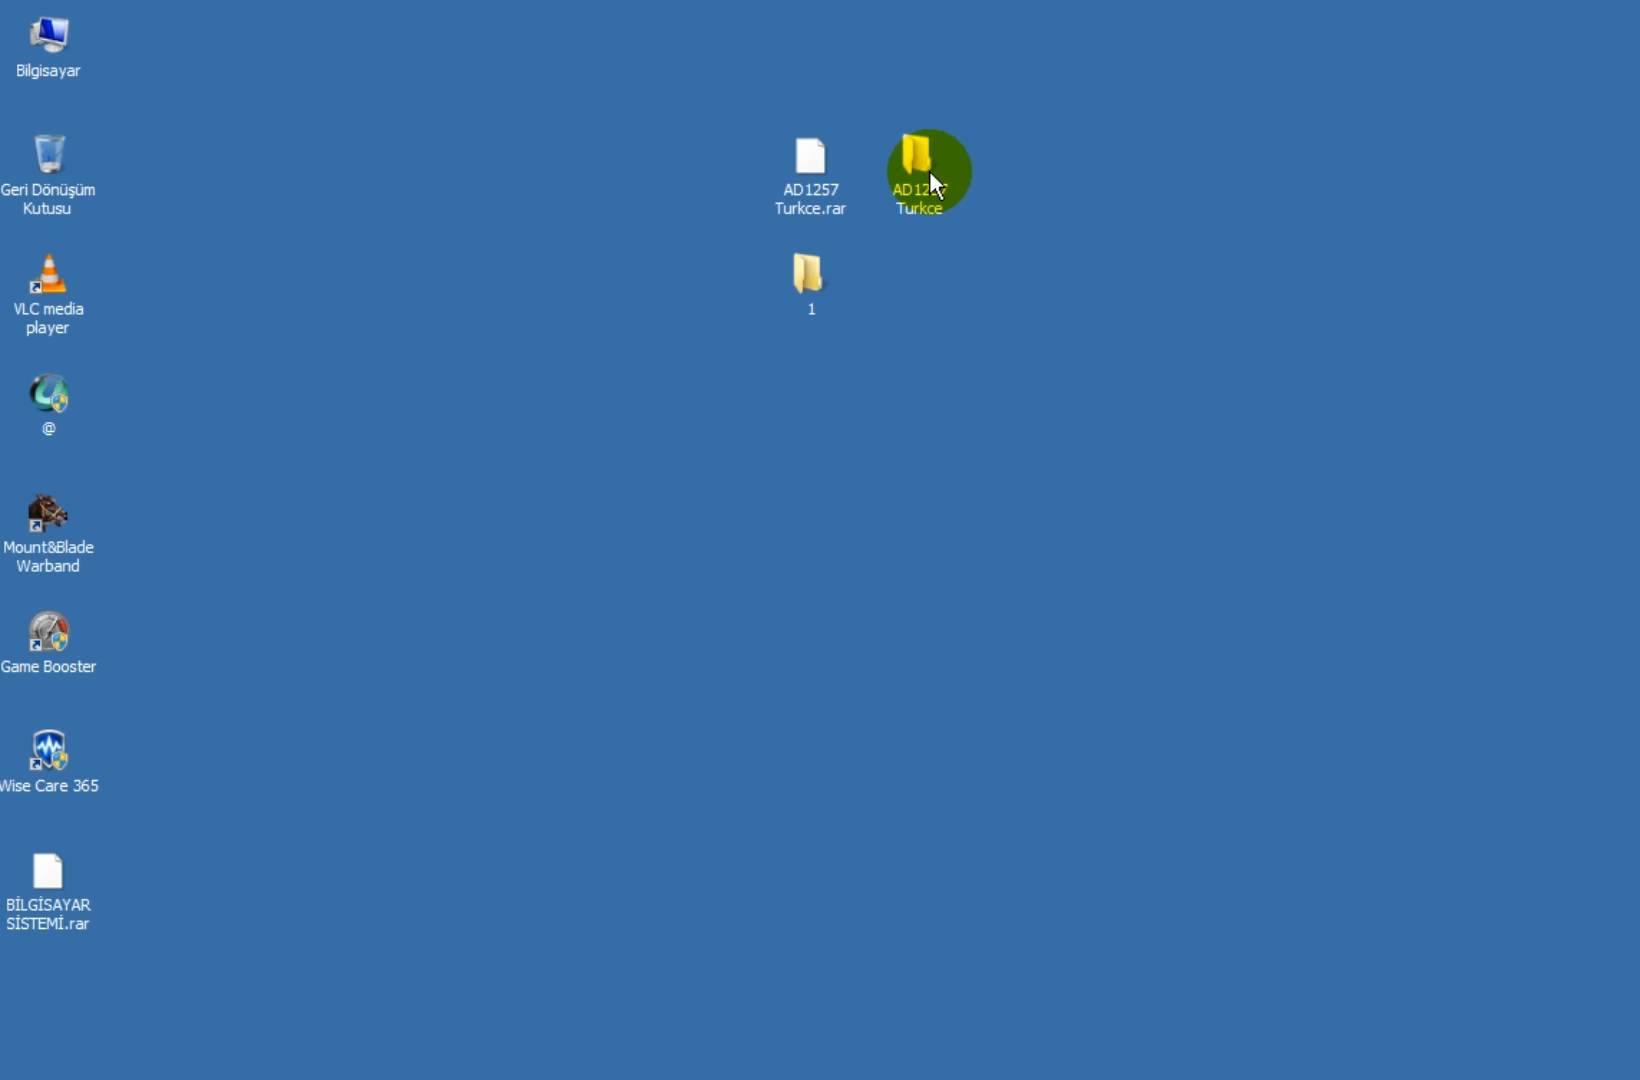 Bilgisayar
Geri Dönüşüm
Kutusu
VLC media
player
@
Mount&Blade
Warband
Game Booster
Wise Care 365
BİLGİSAYAR
SİSTEMİ.rar
AD1257
Turkce.rar
AD1257
Turkce
1